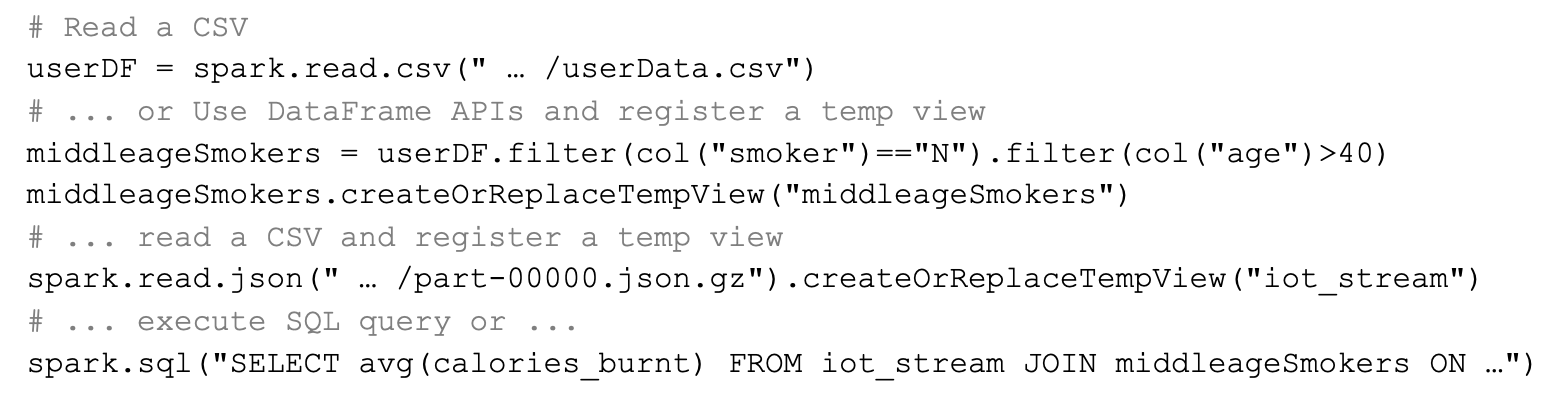 # Read a CSV
userDF = spark.read.csv(" … /userData.csv")
# ... or Use DataFrame APIs and register a temp view
middleageSmokers = userDF.filter(col("smoker")=="N").filter(col("age")>40)
middleageSmokers.createOrReplaceTempView("middleageSmokers")
# ... read a CSV and register a temp view
spark.read.json(" … /part-00000.json.gz").createOrReplaceTempView("iot_stream")
# ... execute SQL query or ...
spark.sql("SELECT avg(calories_burnt) FROM iot_stream JOIN middleageSmokers ON …")